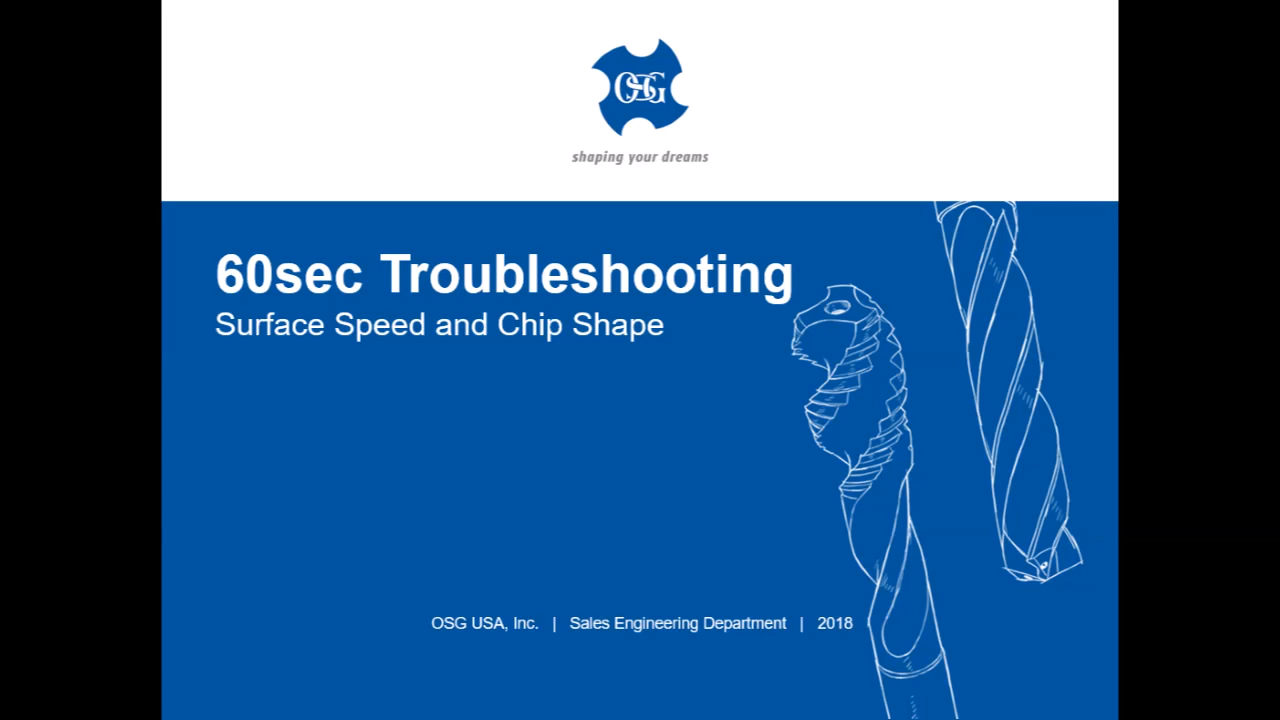 OSG
shaping your dreams
60sec Troubleshooting
Surface Speed and Chip Shape
OSG USA, Inc. | Sales Engineering Department | 2018